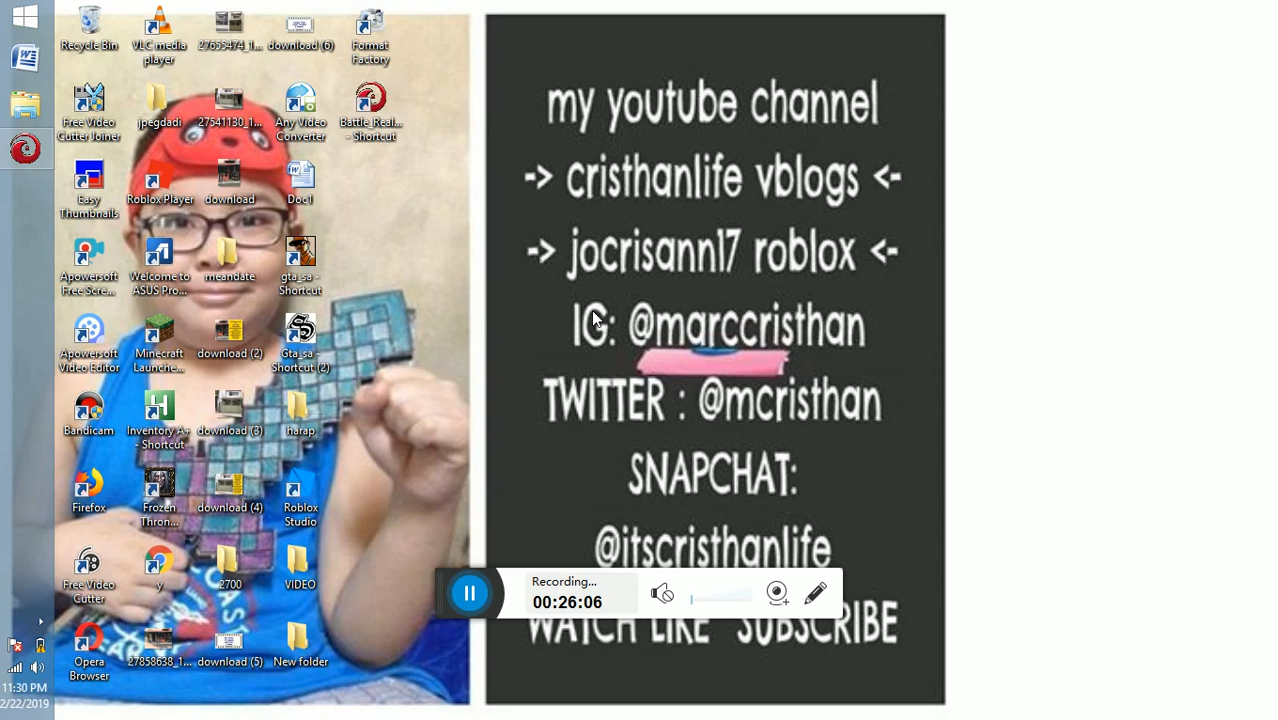 Recycle Bin
VLC media
player
27655474_1...
download (6)
Format
Factory
Free Video
Cutter Joiner
jpegdadi
27541130_1...
Any Video
Converter
Battle_Real...
- Shortcut
Easy
Thumbnails
Roblox Player
download
Doc1
Apowersoft
Free Scre...
Welcome to
ASUS Pro...
meandate
gta_sa -
Shortcut
Apowersoft
Video Editor
Minecraft
Launche...
download (2)
Gta_sa -
Shortcut (2)
Bandicam
Inventory A+
- Shortcut
download (3)
harap
Firefox
Frozen
Thron...
download (4)
Roblox
Studio
Free Video
Cutter
y
2700
VIDEO
Opera
Browser
27858638_1...
download (5)
New folder
11:30 PM
2/22/2019
my youtube channel
-> cristhanlife vblogs <-
-> jocrisann17 roblox <-
IG: @marccristhan
TWITTER : @mcristhan
SNAPCHAT:
@itscristhanlife
WATCH LIKE SUBSCRIBE
Recording...
00:26:06